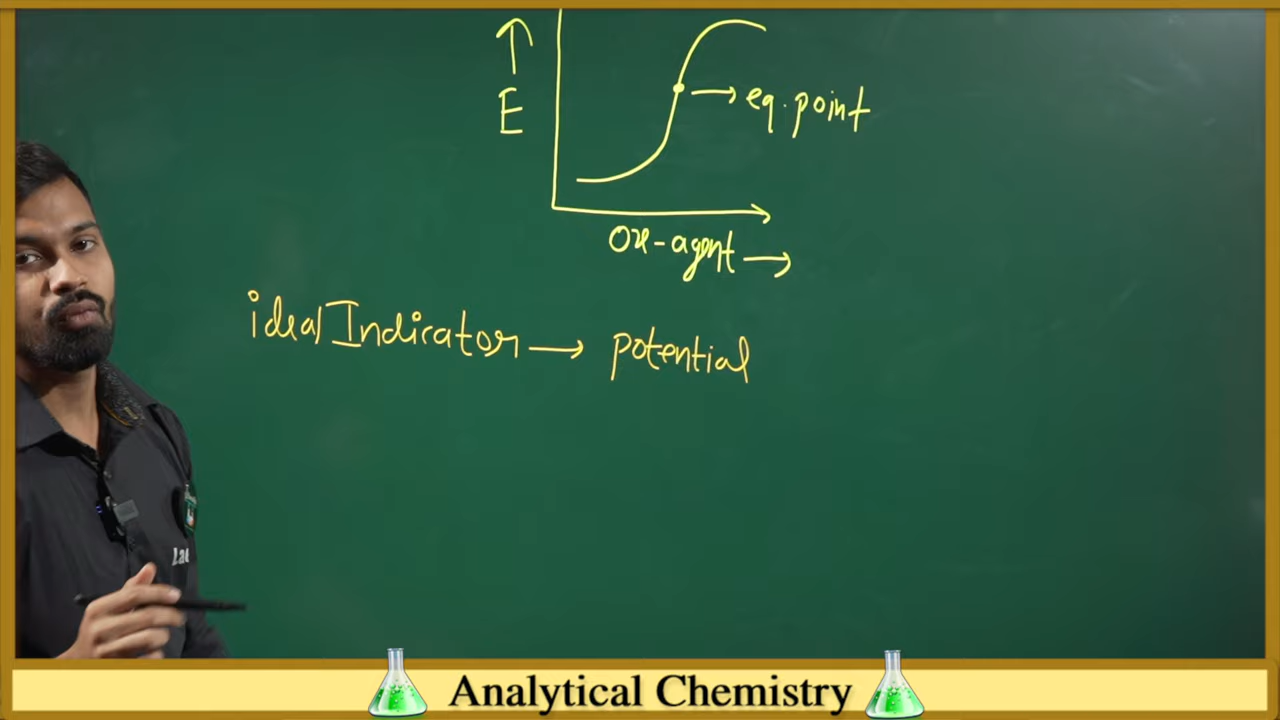 E
eq. point
Ox-agent
ideal Indicator → potential
Analytical Chemistry